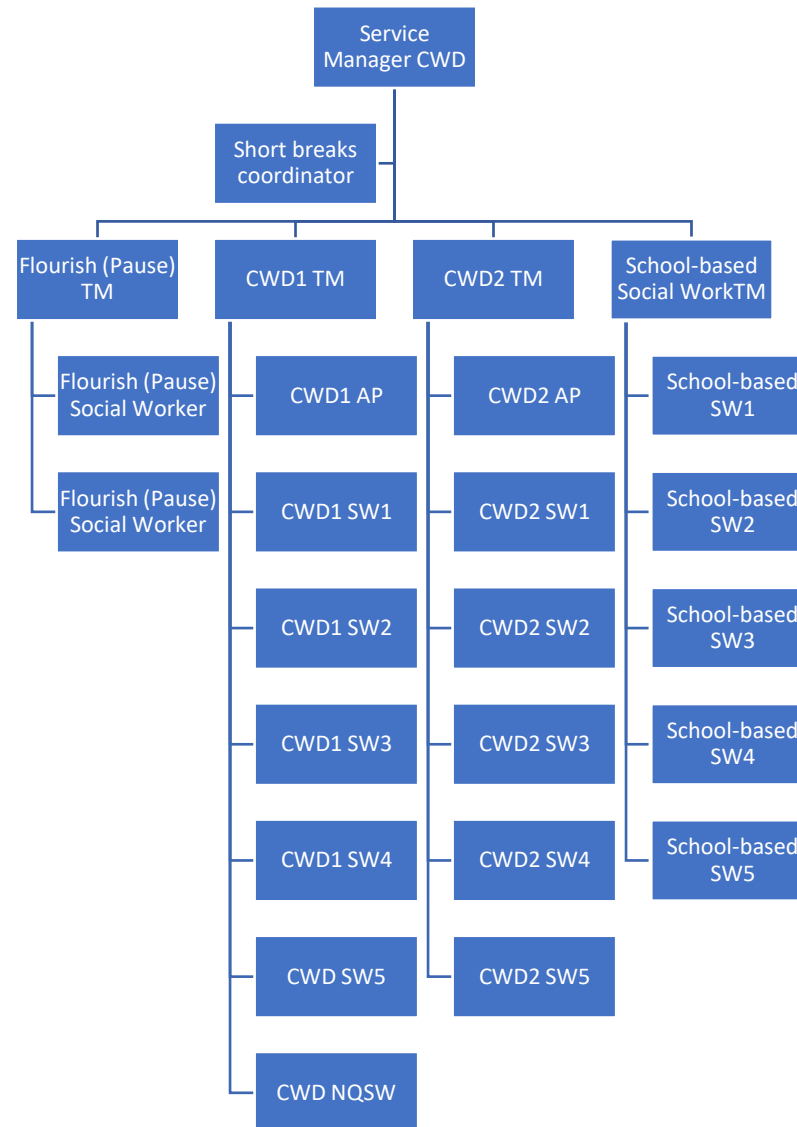 Service
Manager CWD
Short breaks
coordinator
Flourish (Pause)
TM
CWD1 TM
CWD2 TM
School-based
Social WorkTM
Flourish (Pause)
Social Worker
Flourish (Pause)
Social Worker
CWD1 AP
CWD1 SW1
CWD1 SW2
CWD1 SW3
CWD1 SW4
CWD SW5
CWD NQSW
CWD2 AP
CWD2 SW1
CWD2 SW2
CWD2 SW3
CWD2 SW4
CWD2 SW5
School-based
SW1
School-based
SW2
School-based
SW3
School-based
SW4
School-based
SW5